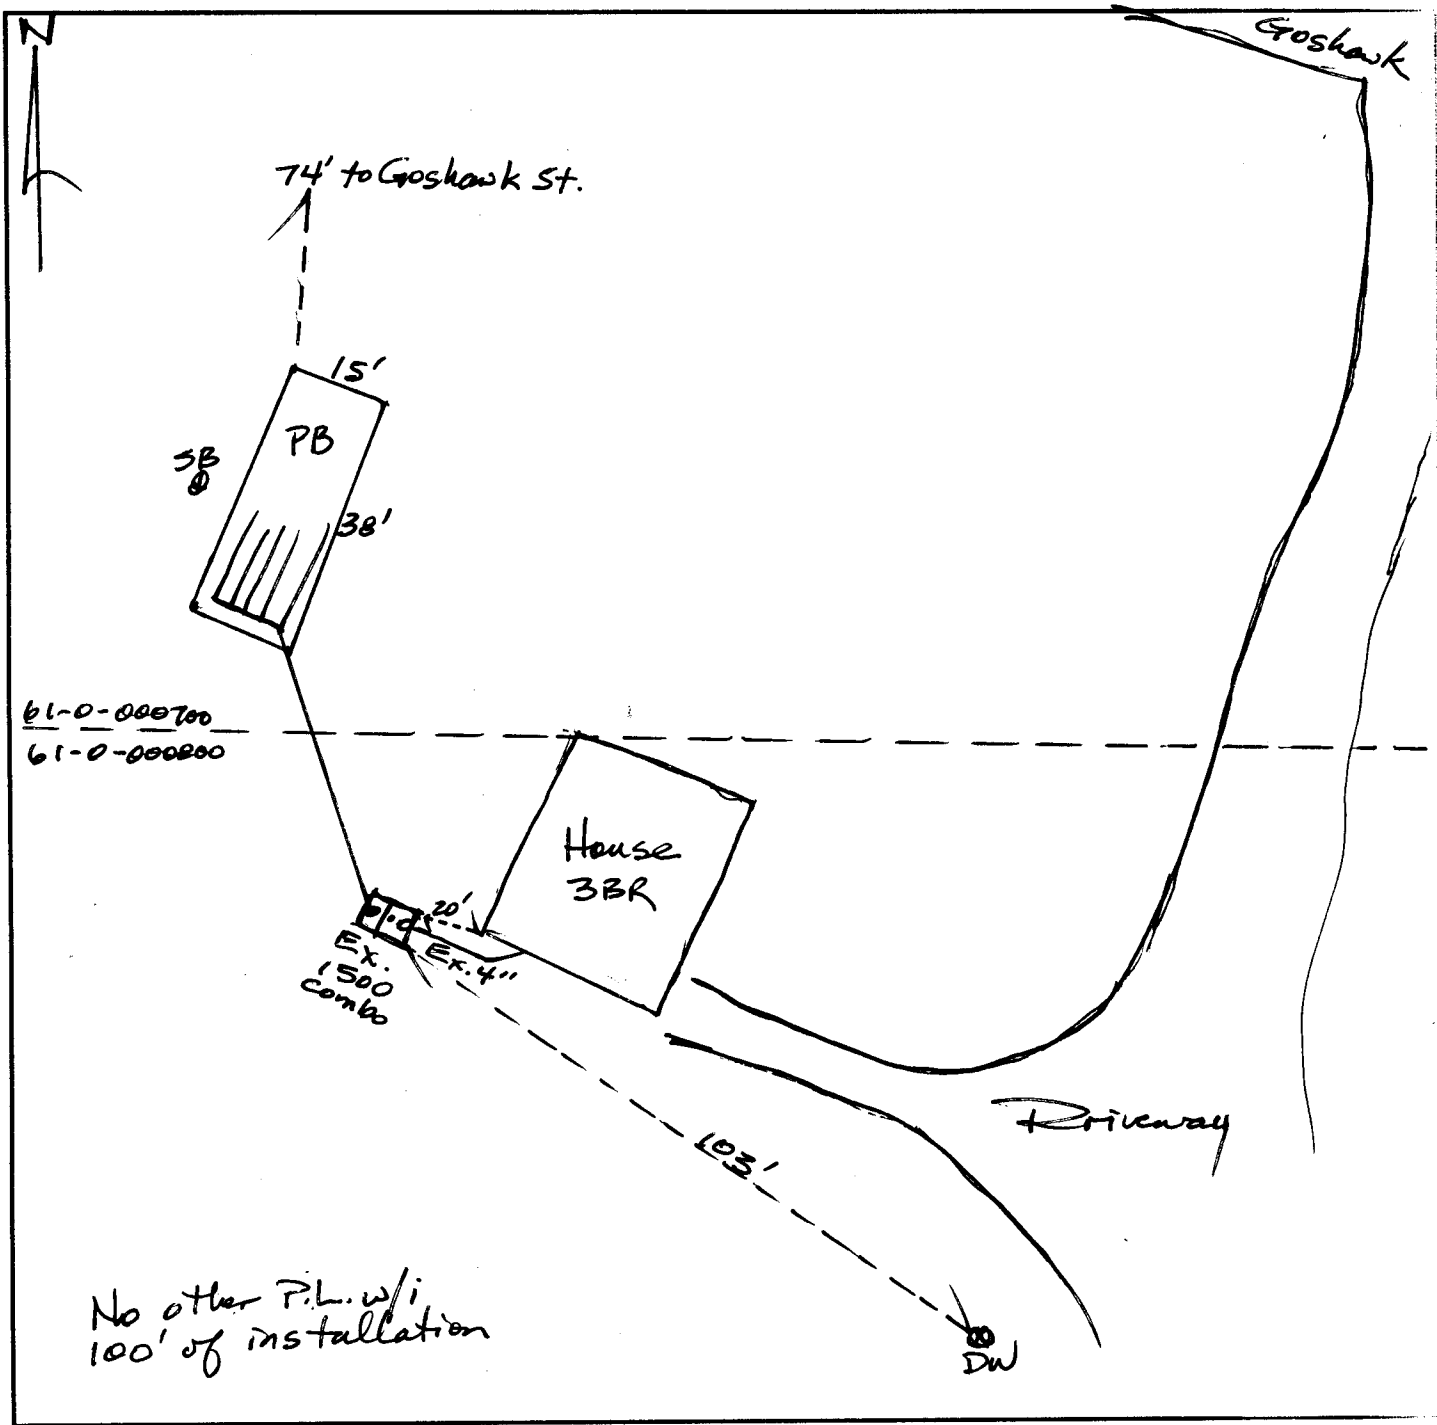 N
Goshawk
74' to Goshawk St.
15'
PB
SB
38'
61-0-000700
61-0-000800
House
3BR
20'
Ex. 4"
Ex.
1500
Combo
103'
Driveway
DW
No other P.L. w/i
100' of installation